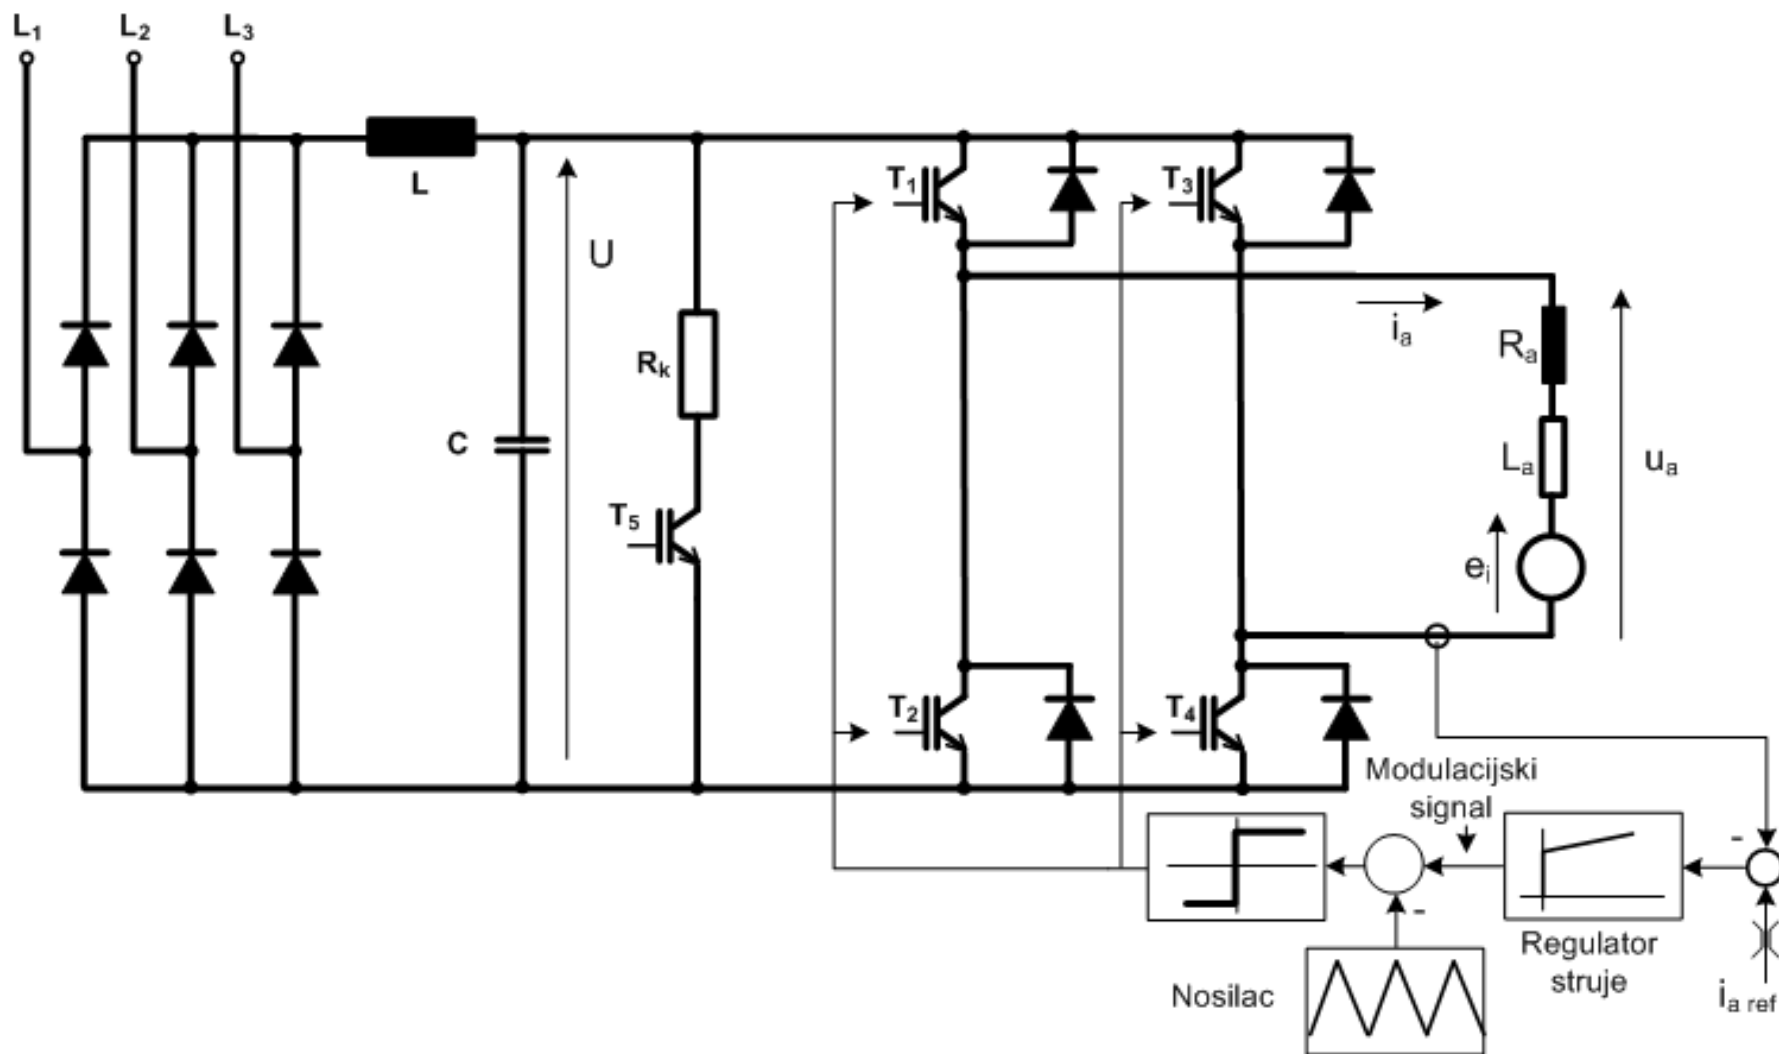 L₁ L₂ L₃
L
U
C
Rₖ
T₅
T₁
T₃
T₂
T₄
iₐ
Rₐ
Lₐ
eᵢ
uₐ
Modulacijski
signal
-
-
Regulator
struje
Nosilac
i a ref